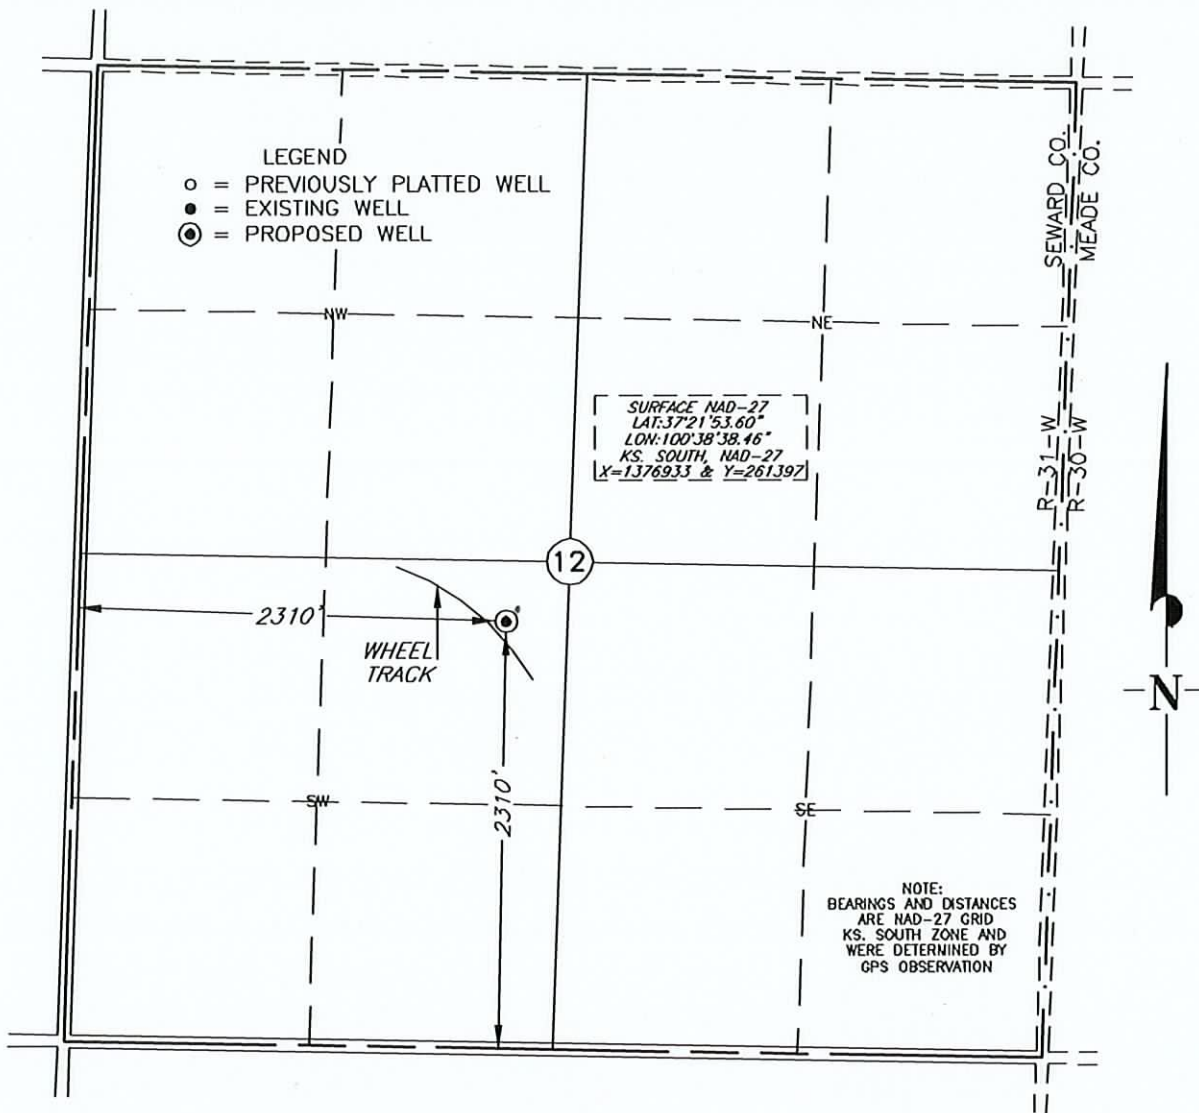 LEGEND
○ = PREVIOUSLY PLATTED WELL
● = EXISTING WELL
◉ = PROPOSED WELL
SEWARD CO.
MEADE CO.
NW
NE
SURFACE NAD-27
LAT:37°21'53.60"
LON:100°38'38.46"
KS. SOUTH, NAD-27
X=1376933 & Y=261397
R-31-W
R-30-W
12
2310'
WHEEL
TRACK
N
2310'
SW
SE
NOTE:
BEARINGS AND DISTANCES
ARE NAD-27 GRID
KS. SOUTH ZONE AND
WERE DETERNINED BY
GPS OBSERVATION